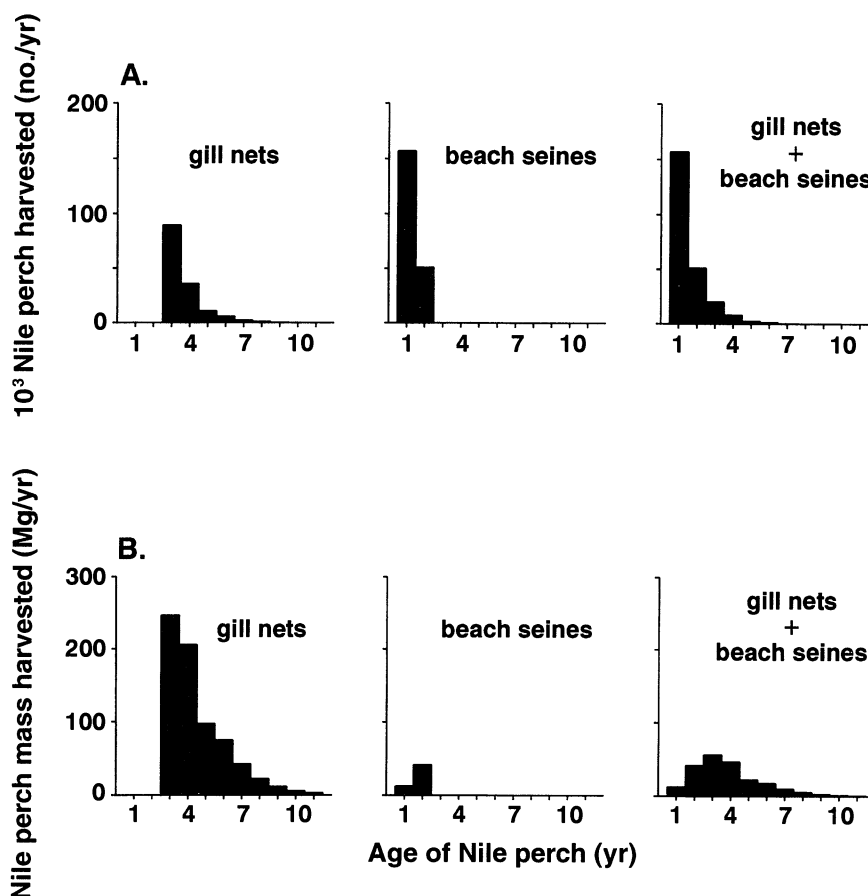 A.
10³ Nile perch harvested (no./yr)
200
100
0
gill nets
1 4 7 10
beach seines
1 4 7 10
gill nets
+
beach seines
1 4 7 10
B.
Nile perch mass harvested (Mg/yr)
300
200
100
0
gill nets
1 4 7 10
beach seines
1 4 7 10
gill nets
+
beach seines
1 4 7 10
Age of Nile perch (yr)